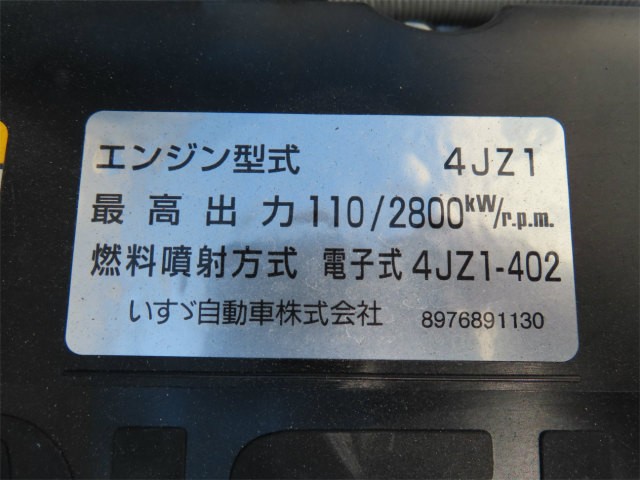 エンジン型式 4JZ1
最高出力 110/2800kW/r.p.m.
燃料噴射方式 電子式 4JZ1-402
いすゞ自動車株式会社 8976891130